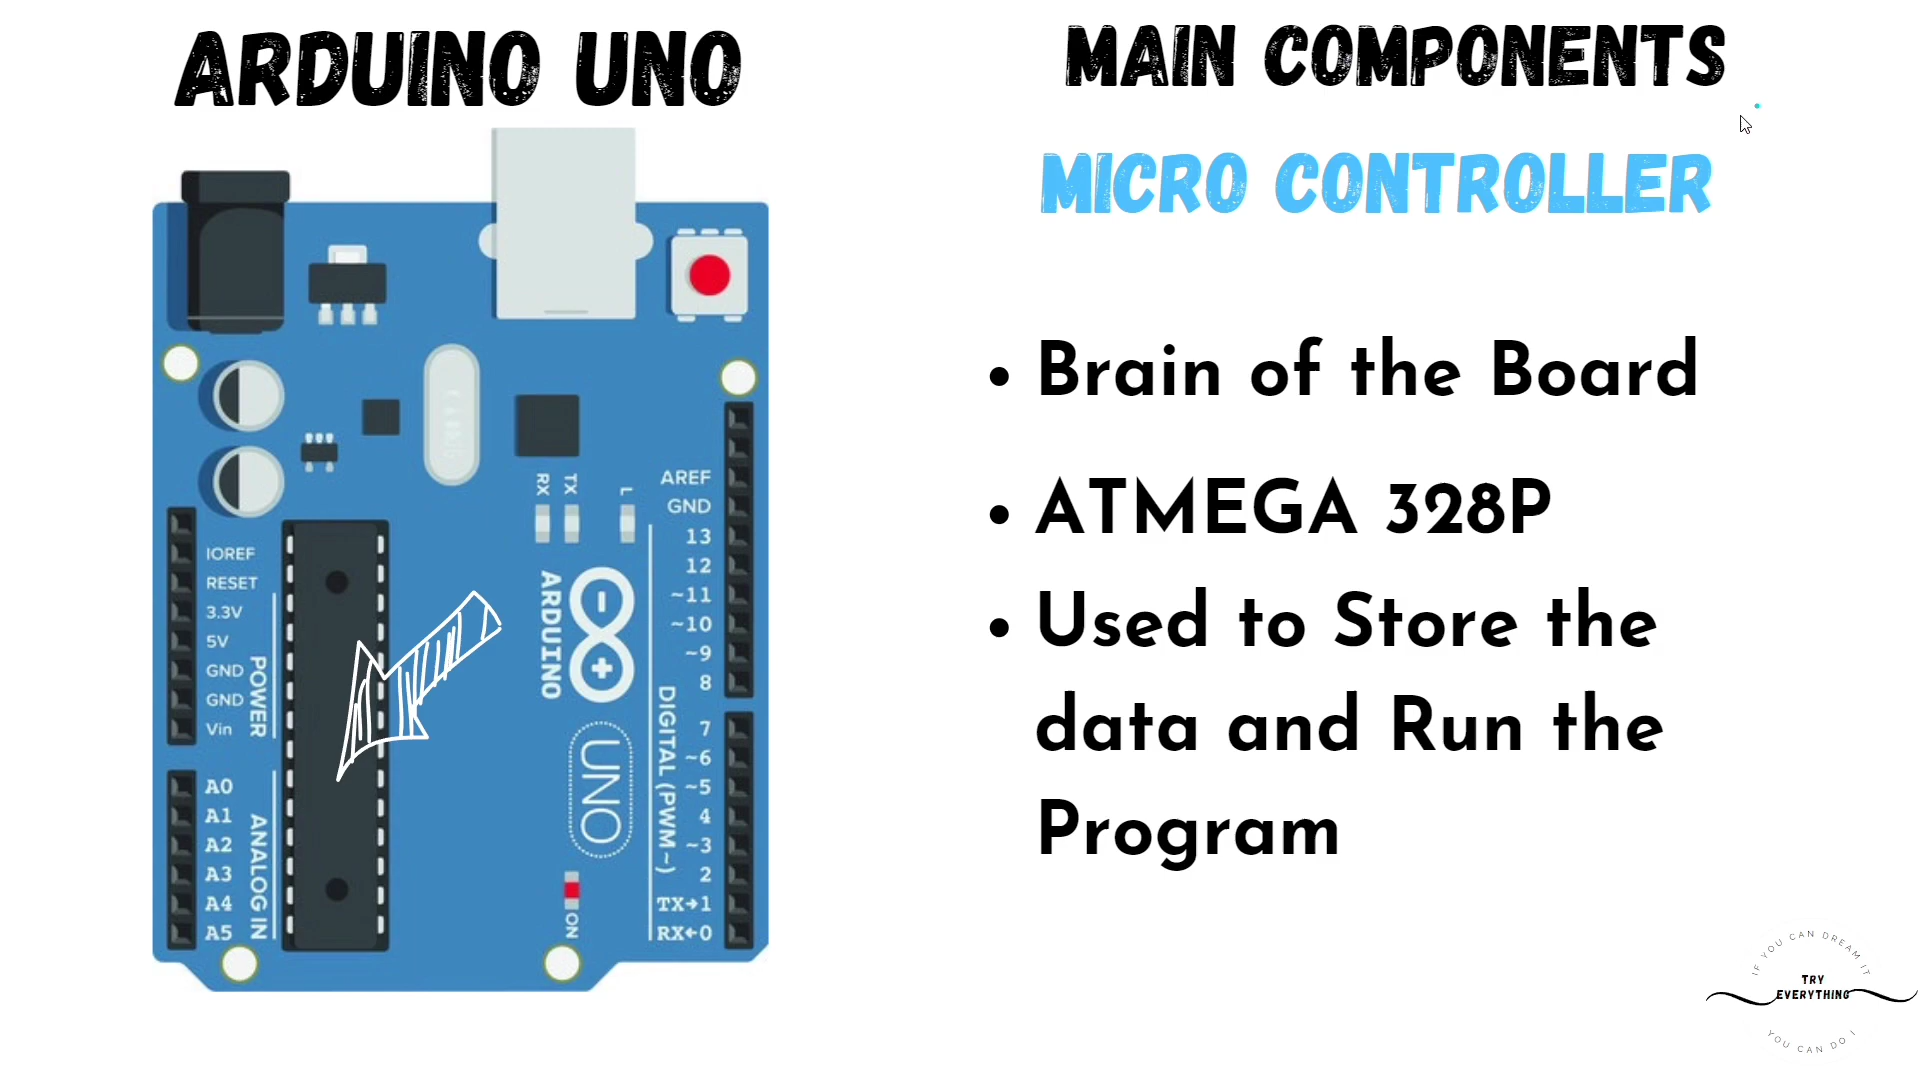 ARDUINO UNO
MAIN COMPONENTS
MICRO CONTROLLER
• Brain of the Board
• ATMEGA 328P
• Used to Store the
data and Run the
Program
RX
TX
L
AREF
GND
13
12
~11
~10
~9
~8
7
~6
~5
4
~3
2
TX→1
RX←0
DIGITAL (PWM~)
ARDUINO
UNO
ON
IOREF
RESET
3.3V
5V
GND
GND
Vin
POWER
A0
A1
A2
A3
A4
A5
ANALOG IN
IF YOU CAN DREAM IT
TRY
EVERYTHING
YOU CAN DO I